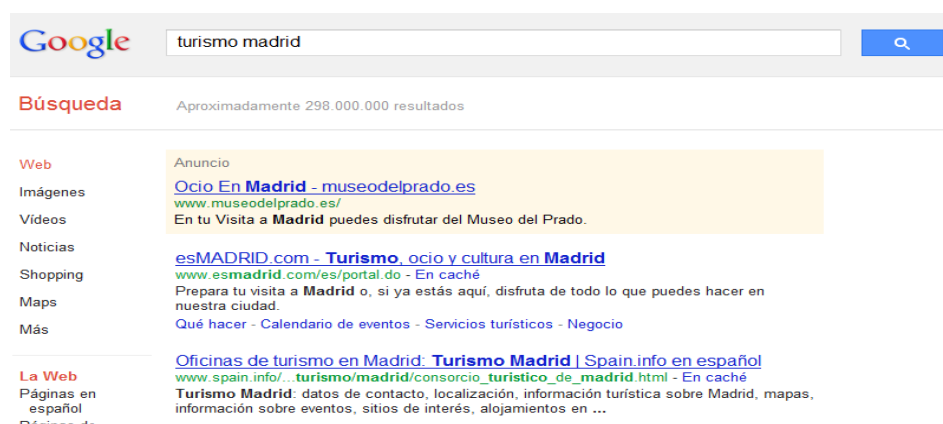 Google
turismo madrid
Búsqueda
Aproximadamente 298.000.000 resultados
Web
Imágenes
Vídeos
Noticias
Shopping
Maps
Más
La Web
Páginas en
español
Páginas de
Anuncio
Ocio En Madrid - museodelprado.es
www.museodelprado.es/
En tu Visita a Madrid puedes disfrutar del Museo del Prado.
esMADRID.com - Turismo, ocio y cultura en Madrid
www.esmadrid.com/es/portal.do - En caché
Prepara tu visita a Madrid o, si ya estás aquí, disfruta de todo lo que puedes hacer en
nuestra ciudad.
Qué hacer - Calendario de eventos - Servicios turísticos - Negocio
Oficinas de turismo en Madrid: Turismo Madrid | Spain.info en español
www.spain.info/...turismo/madrid/consorcio_turistico_de_madrid.html - En caché
Turismo Madrid: datos de contacto, localización, información turística sobre Madrid, mapas,
información sobre eventos, sitios de interés, alojamientos en ...